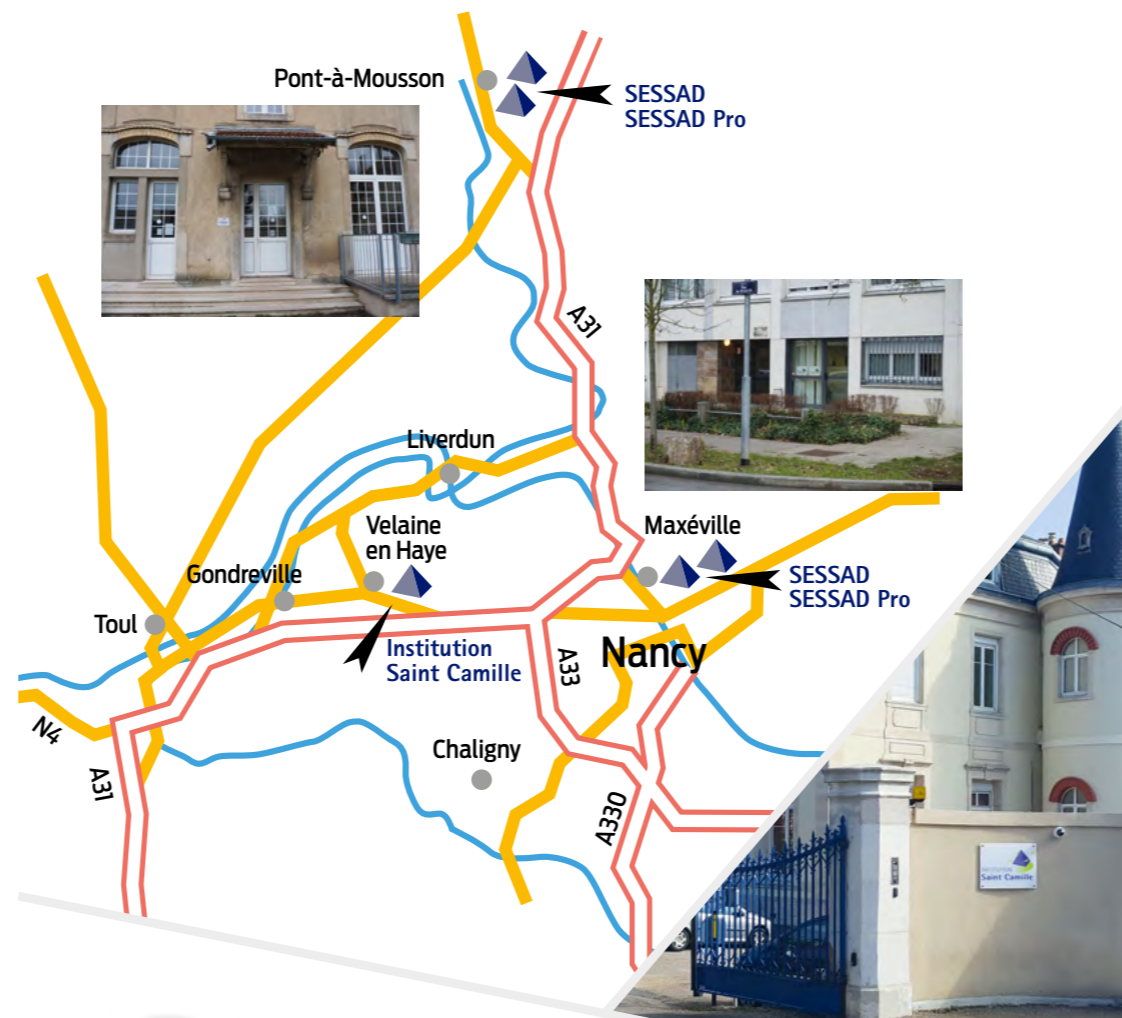 Pont-à-Mousson
SESSAD
SESSAD Pro
A31
Liverdun
Velaine
en Haye
Maxéville
Gondreville
SESSAD
SESSAD Pro
Toul
Institution
Saint Camille
A33
Nancy
N4
A31
Chaligny
A330
INSTITUTION
Saint Camille